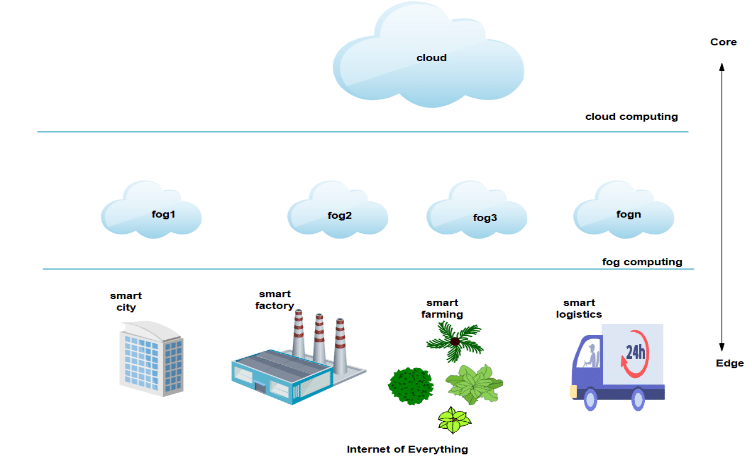 cloud
Core
cloud computing
fog1
fog2
fog3
fogn
fog computing
smart
city
smart
factory
smart
farming
smart
logistics
24h
Edge
Internet of Everything